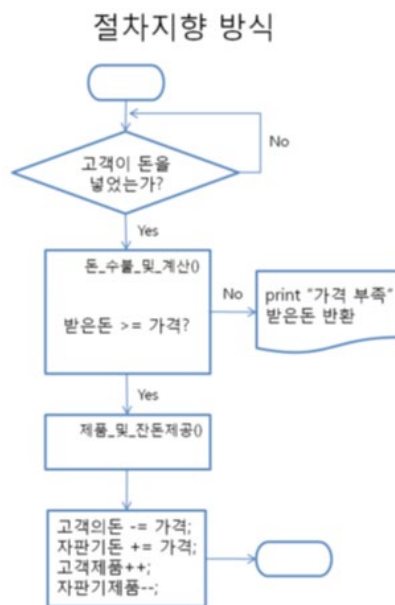 절차지향 방식
No
고객이 돈을
넣었는가?
Yes
돈_수불_및_계산()
No
받은돈 >= 가격?
print "가격 부족"
받은돈 반환
Yes
제품_및_잔돈제공()
고객의돈 -= 가격;
자판기돈 += 가격;
고객제품++;
자판기제품--;